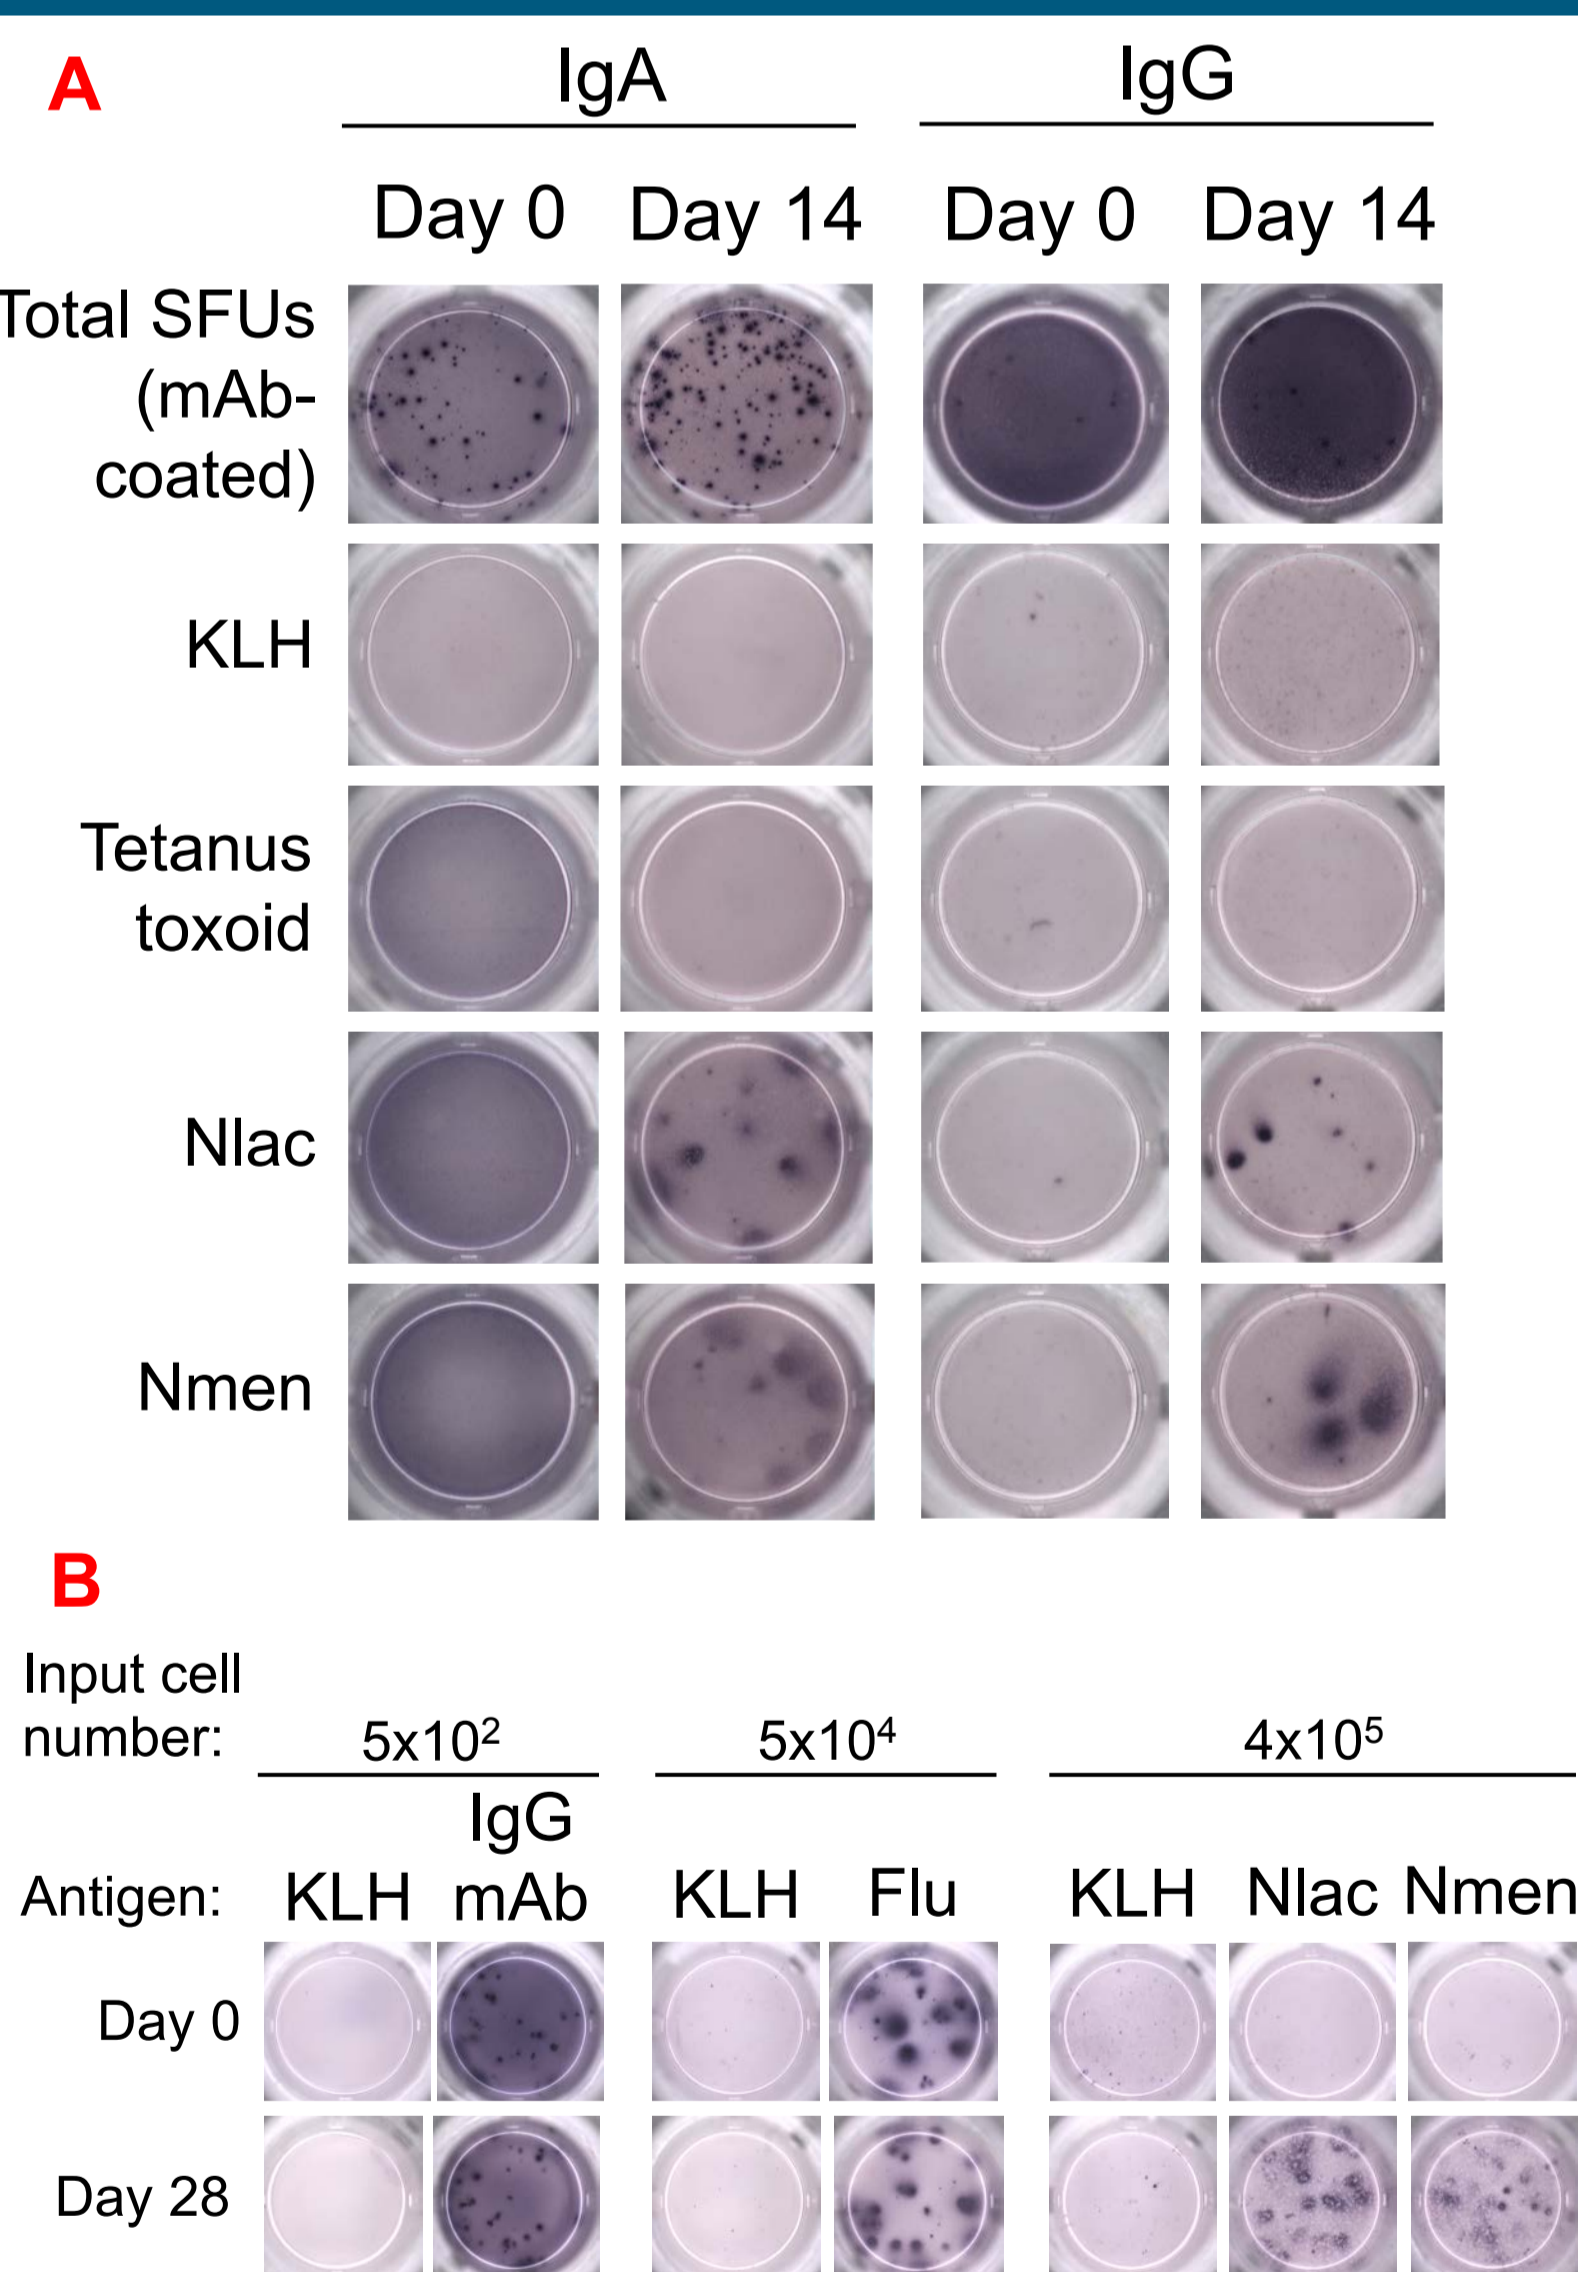 A
IgA
IgG
Day 0
Day 14
Day 0
Day 14
Total SFUs
(mAb-
coated)
KLH
Tetanus
toxoid
Nlac
Nmen
B
Input cell
number:
5x10²
5x10⁴
4x10⁵
Antigen:
KLH
IgG
mAb
KLH
Flu
KLH
Nlac
Nmen
Day 0
Day 28